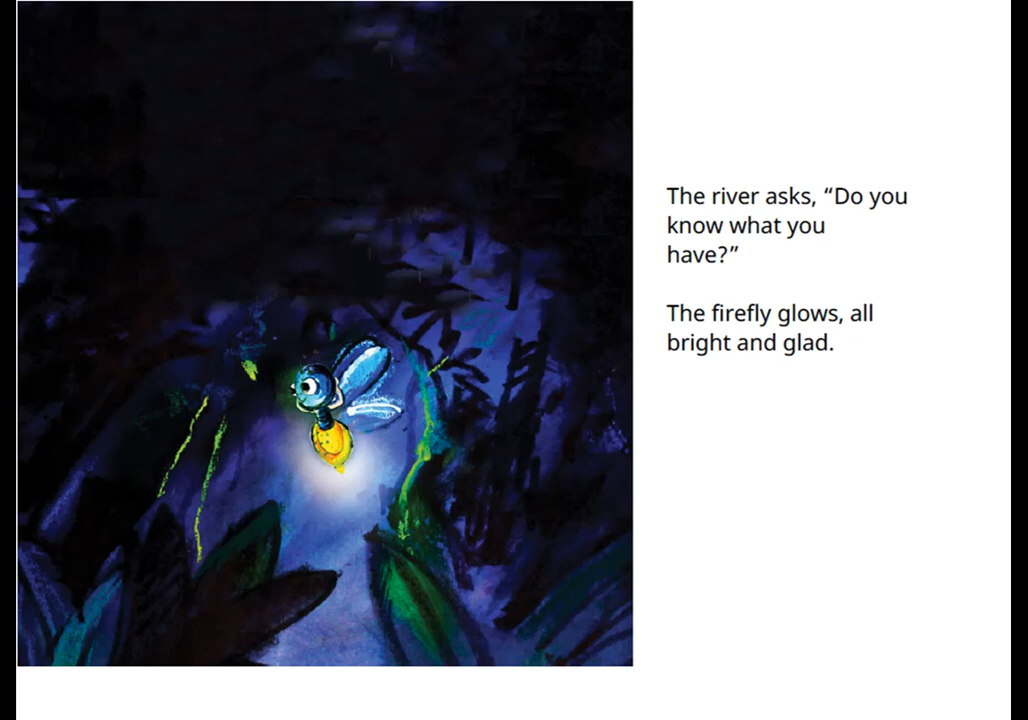 The river asks, “Do you
know what you
have?”
The firefly glows, all
bright and glad.